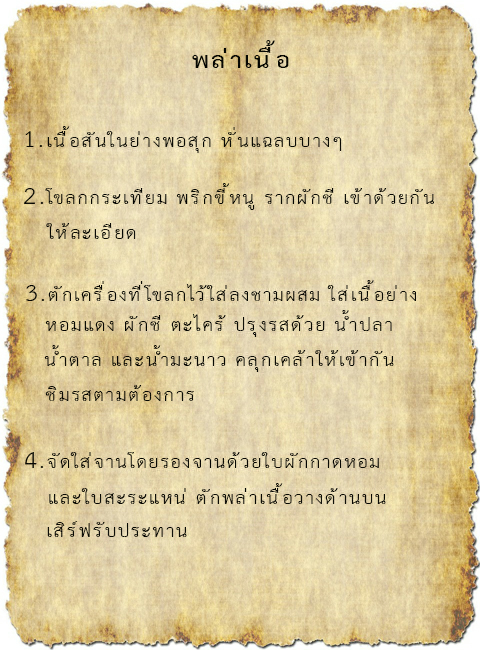 พล่าเนื้อ
1.เนื้อสันในย่างพอสุก หั่นแฉลบบางๆ
2.โขลกกระเทียม พริกขี้หนู รากผักชี เข้าด้วยกัน
ให้ละเอียด
3.ตักเครื่องที่โขลกไว้ใส่ลงชามผสม ใส่เนื้อย่าง
หอมแดง ผักชี ตะไคร้ ปรุงรสด้วย น้ำปลา
น้ำตาล และน้ำมะนาว คลุกเคล้าให้เข้ากัน
ชิมรสตามต้องการ
4.จัดใส่จานโดยรองจานด้วยใบผักกาดหอม
และใบสะระแหน่ ตักพล่าเนื้อวางด้านบน
เสิร์ฟรับประทาน